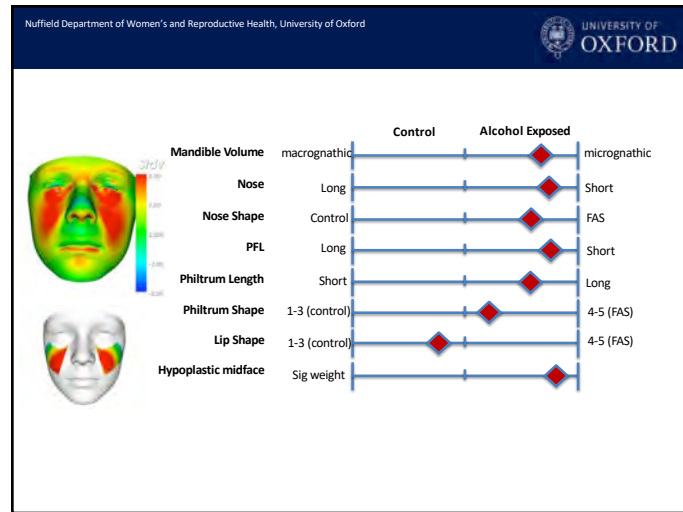 Nuffield Department of Women's and Reproductive Health, University of Oxford
UNIVERSITY OF
OXFORD
Control Alcohol Exposed
Mandible Volume macrognathic micrognathic
Nose Long Short
Nose Shape Control FAS
PFL Long Short
Philtrum Length Short Long
Philtrum Shape 1-3 (control) 4-5 (FAS)
Lip Shape 1-3 (control) 4-5 (FAS)
Hypoplastic midface Sig weight